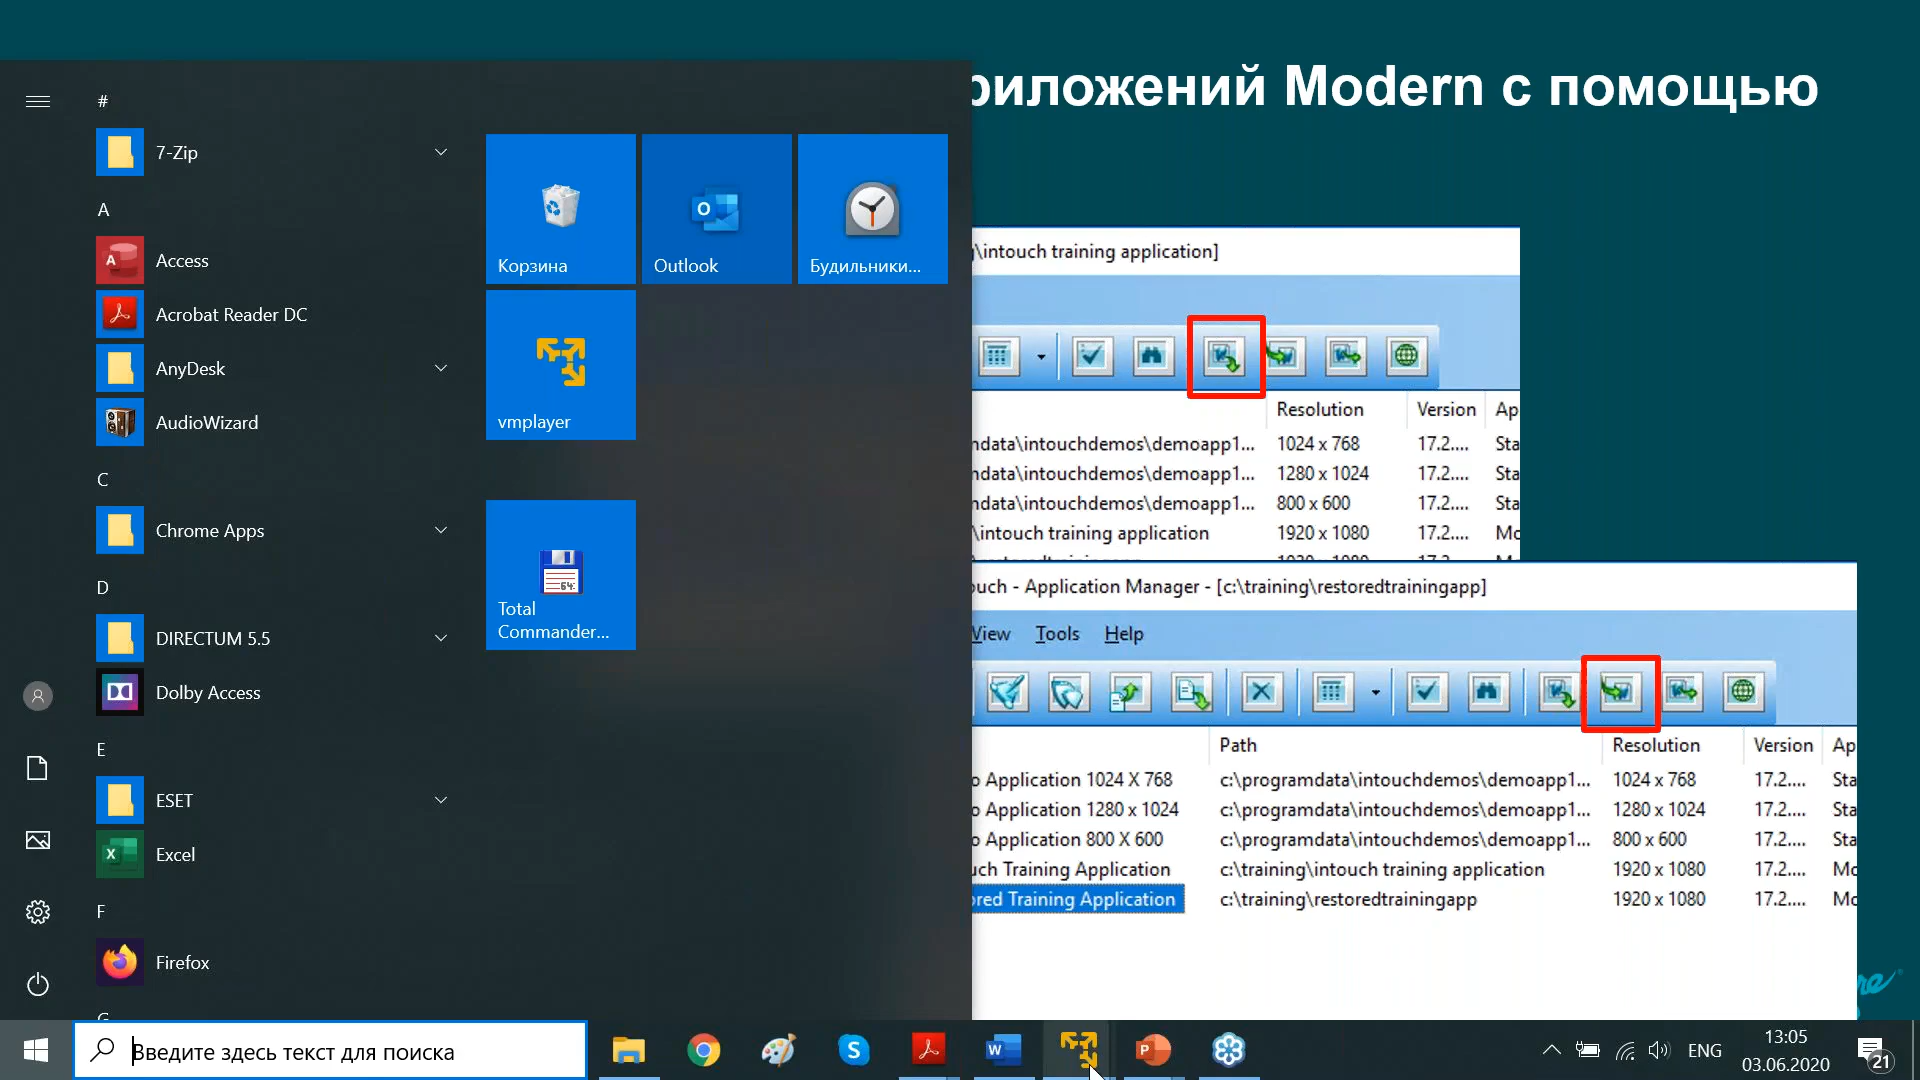 риложений Modern с помощью
#
7-Zip
A
Access
Acrobat Reader DC
AnyDesk
AudioWizard
C
Chrome Apps
D
DIRECTUM 5.5
Dolby Access
E
ESET
Excel
F
Firefox
Корзина
Outlook
Будильники...
vmplayer
Total
Commander...
\intouch training application]
Resolution Version Ap
ndata\intouchdemos\demoapp1... 1024 x 768 17.2.... Sta
ndata\intouchdemos\demoapp1... 1280 x 1024 17.2.... Sta
ndata\intouchdemos\demoapp1... 800 x 600 17.2.... Sta
\intouch training application 1920 x 1080 17.2.... Mo
ouch - Application Manager - [c:\training\restoredtrainingapp]
View Tools Help
Path Resolution Version Ap
o Application 1024 X 768 c:\programdata\intouchdemos\demoapp1... 1024 x 768 17.2.... Sta
o Application 1280 x 1024 c:\programdata\intouchdemos\demoapp1... 1280 x 1024 17.2.... Sta
o Application 800 X 600 c:\programdata\intouchdemos\demoapp1... 800 x 600 17.2.... Sta
uch Training Application c:\training\intouch training application 1920 x 1080 17.2.... Mo
ored Training Application c:\training\restoredtrainingapp 1920 x 1080 17.2.... Mo
Введите здесь текст для поиска
ENG
13:05
03.06.2020
21